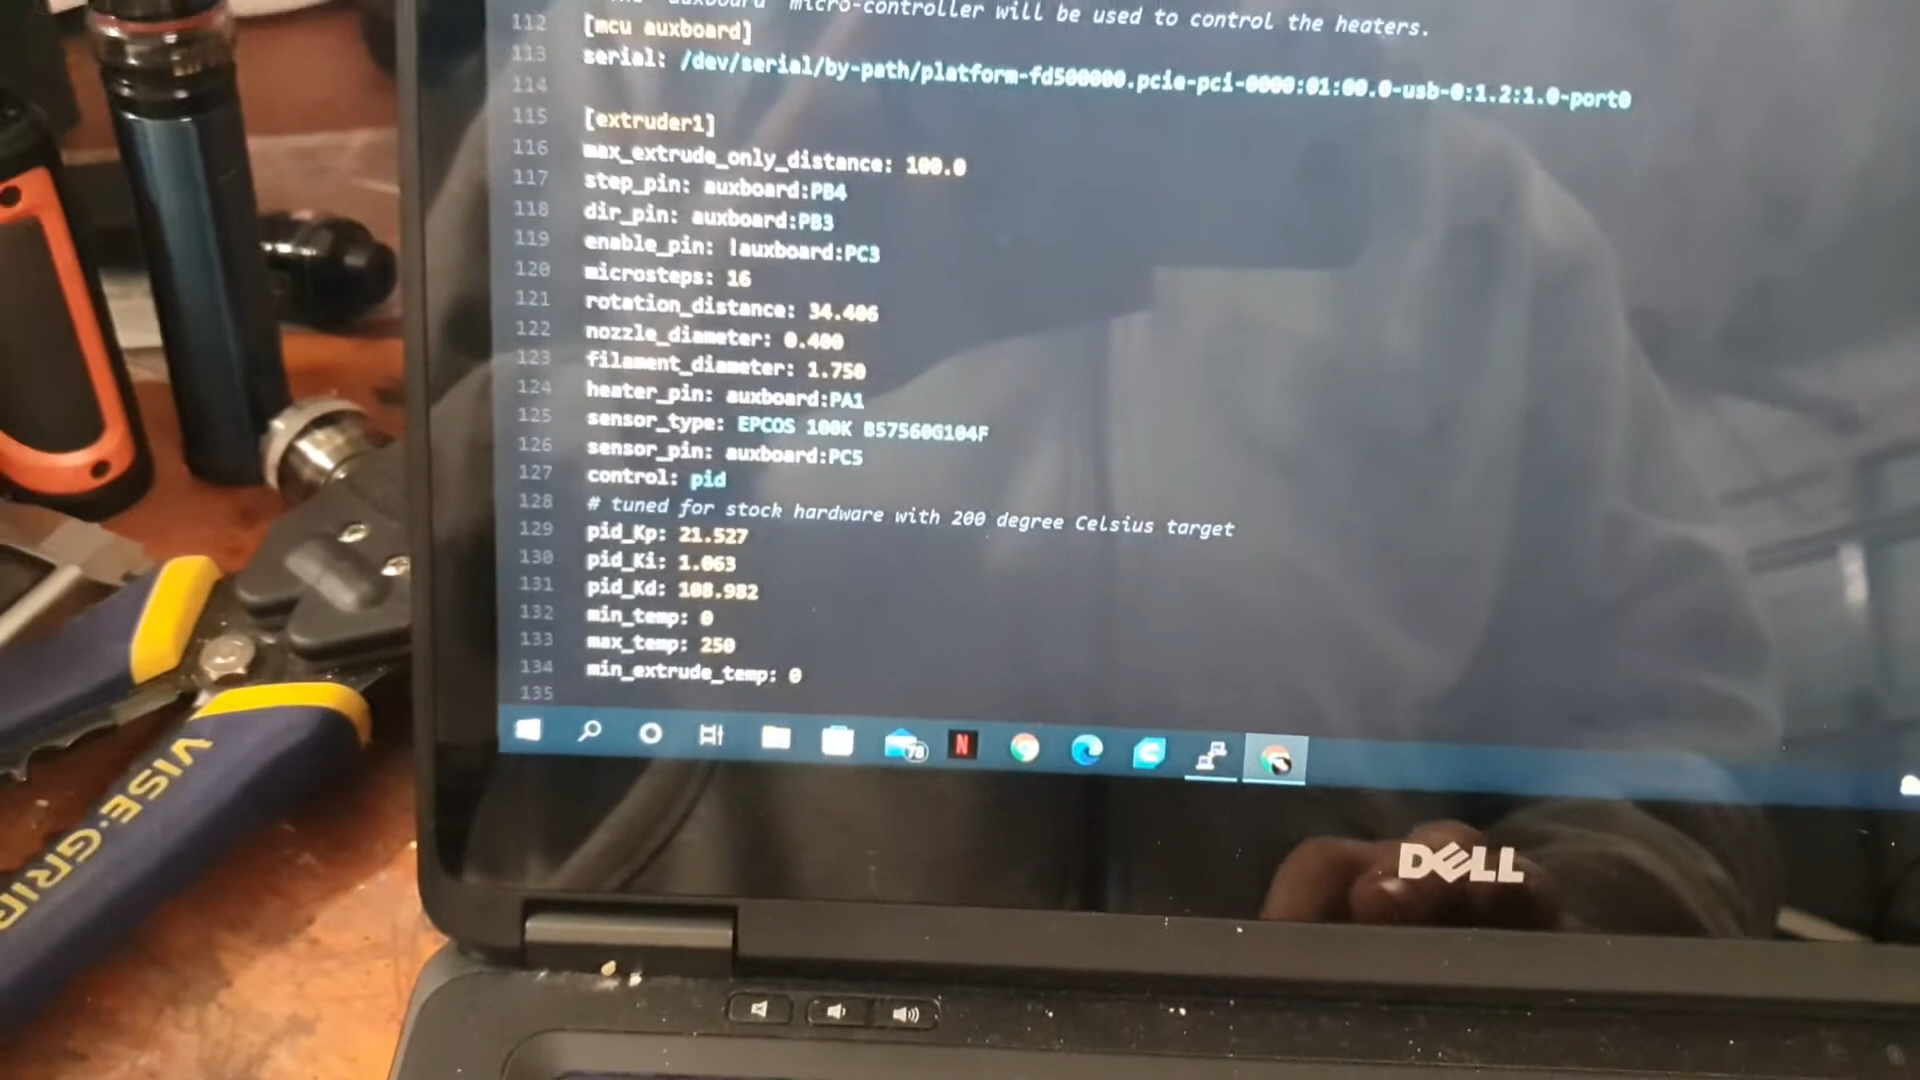 micro-controller will be used to control the heaters.
112 [mcu auxboard]
113 serial: /dev/serial/by-path/platform-fd500000.pcie-pci-0000:01:00.0-usb-0:1.2:1.0-port0
114
115 [extruder1]
116 max_extrude_only_distance: 100.0
117 step_pin: auxboard:PB4
118 dir_pin: auxboard:PB3
119 enable_pin: !auxboard:PC3
120 microsteps: 16
121 rotation_distance: 34.406
122 nozzle_diameter: 0.400
123 filament_diameter: 1.750
124 heater_pin: auxboard:PA1
125 sensor_type: EPCOS 100K B57560G104F
126 sensor_pin: auxboard:PC5
127 control: pid
128 # tuned for stock hardware with 200 degree Celsius target
129 pid_Kp: 21.527
130 pid_Ki: 1.063
131 pid_Kd: 108.982
132 min_temp: 0
133 max_temp: 250
134 min_extrude_temp: 0
135
78
N
DELL
VISE-GRIP